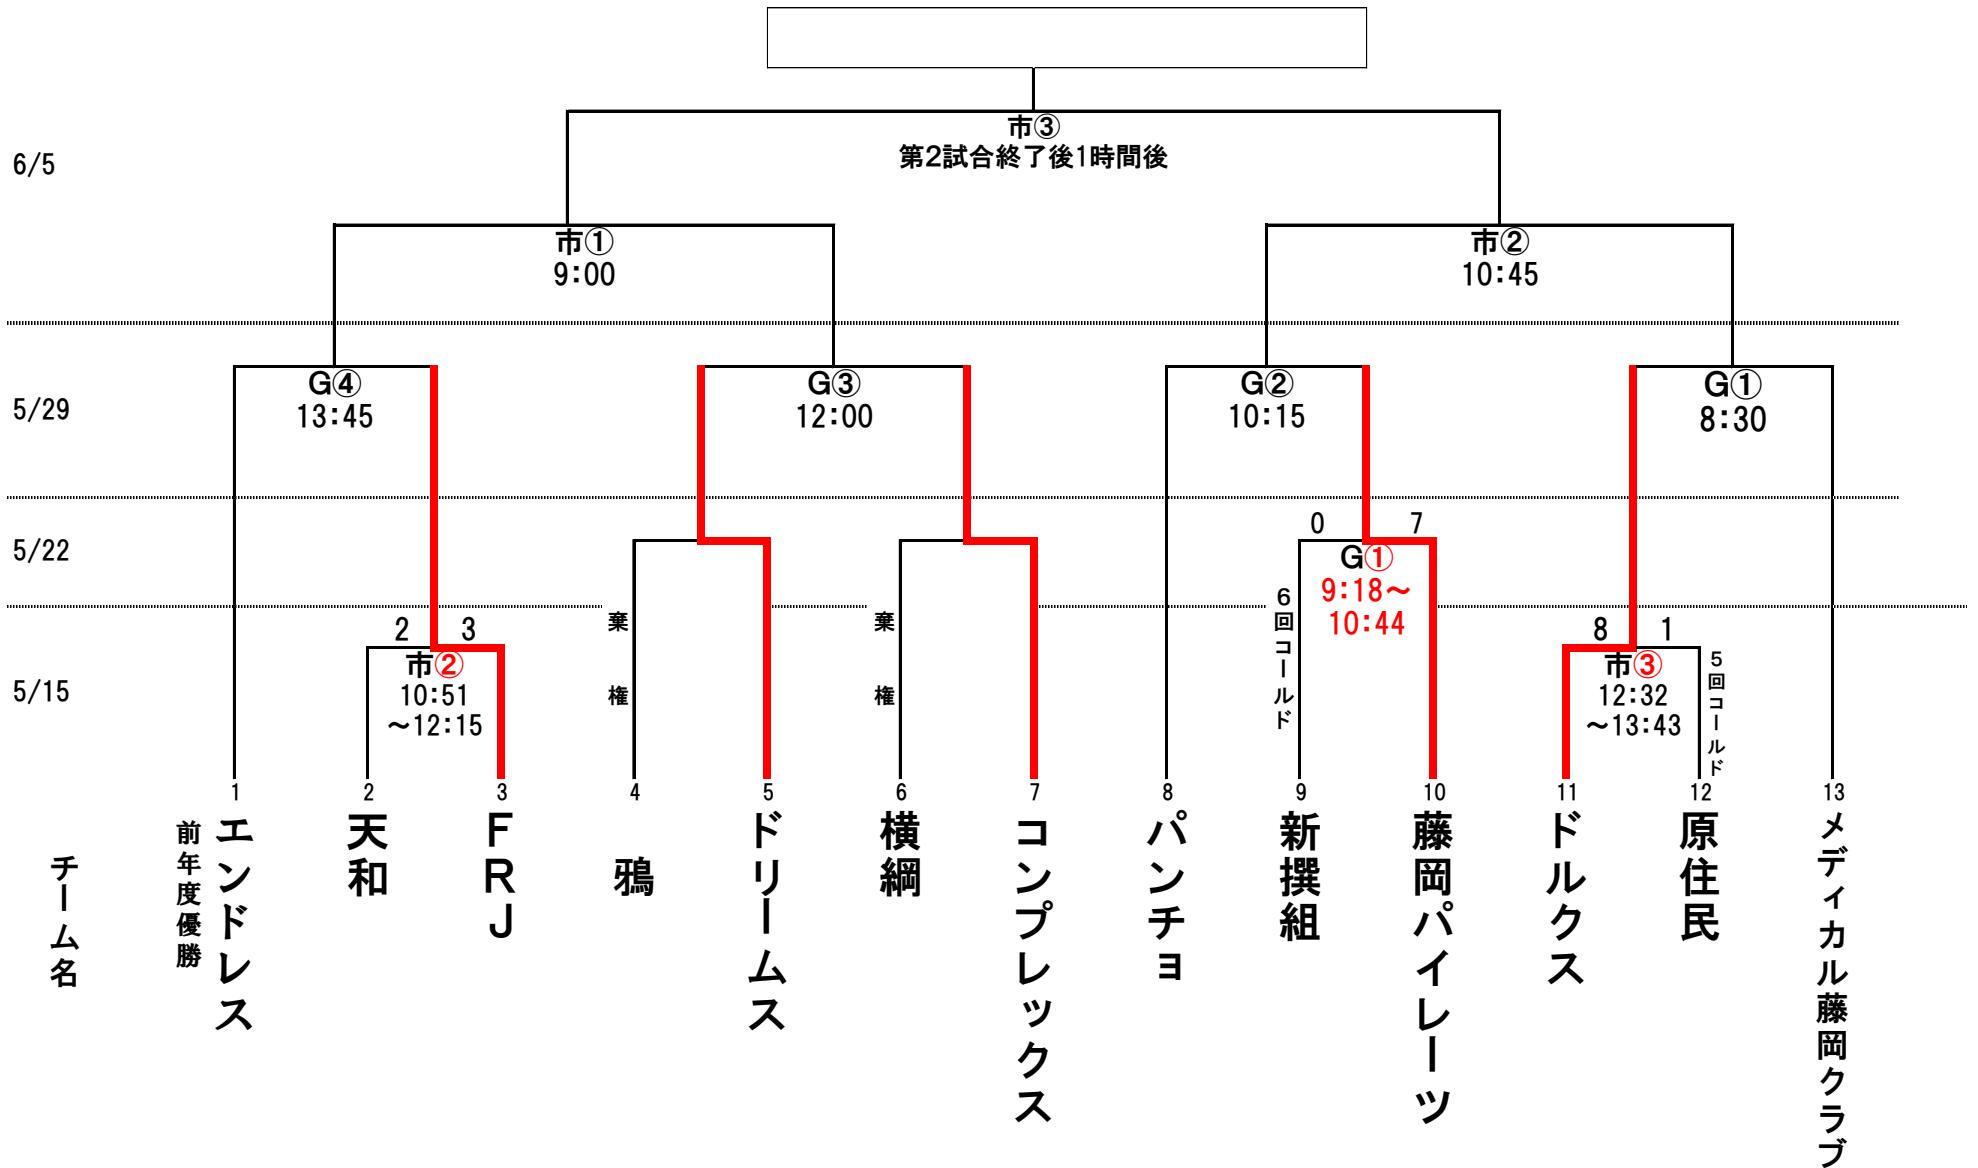 市③
第2試合終了後1時間後
6/5
市①
9:00
市②
10:45
G④
13:45
G③
12:00
G②
10:15
G①
8:30
5/29
0 7
5/22
G①
9:18～
10:44
6回コールド
棄権
棄権
2 3
市②
10:51
～12:15
8 1
市③
12:32
～13:43
5回コールド
5/15
1 2 3 4 5 6 7 8 9 10 11 12 13
チーム名
前年度優勝
エンドレス
天和
ＦＲＪ
鴉
ドリームス
横綱
コンプレックス
パンチョ
新撰組
藤岡パイレーツ
ドルクス
原住民
メディカル藤岡クラブ